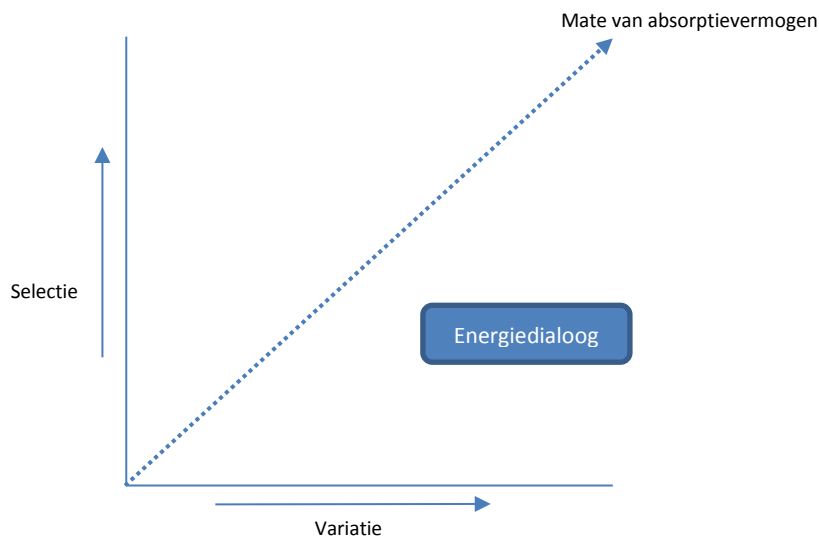 Mate van absorptievermogen
Selectie
Energiedialoog
Variatie